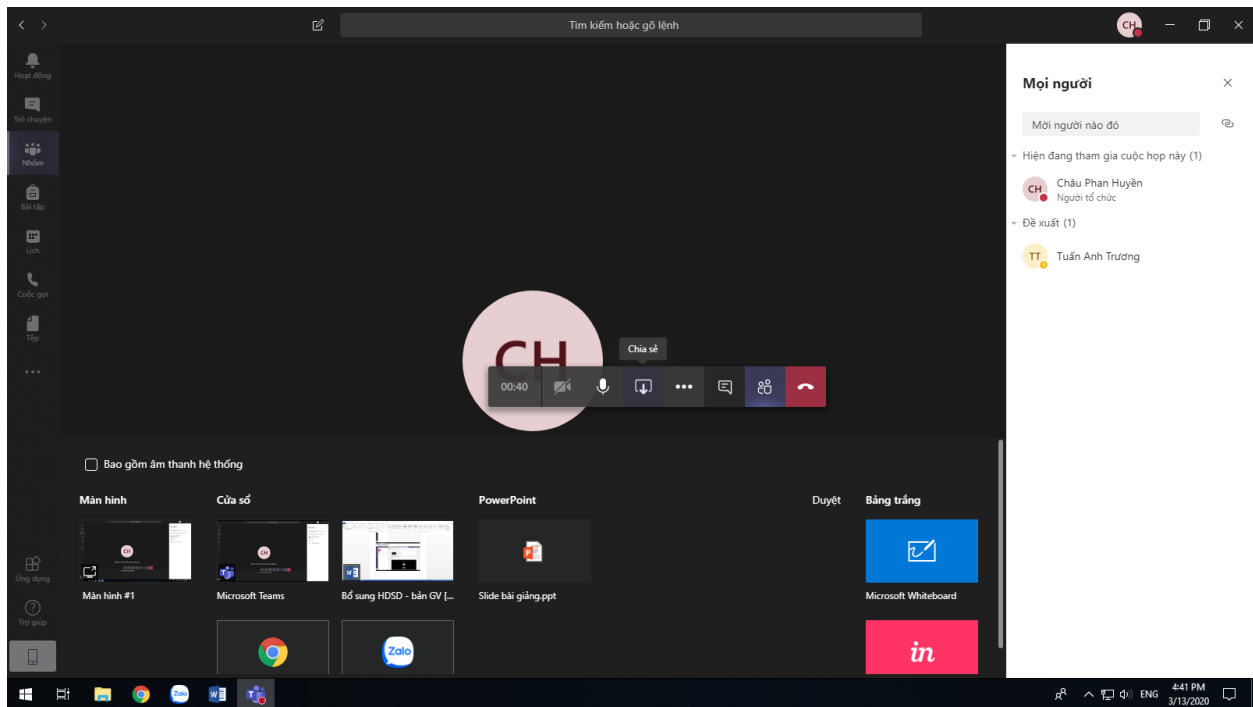 Tìm kiếm hoặc gõ lệnh
CH
Hoạt động
Trò chuyện
Nhóm
Bài tập
Lịch
Cuộc gọi
Tệp
Ứng dụng
Trợ giúp
CH
Chia sẻ
00:40
Bao gồm âm thanh hệ thống
Màn hình
Cửa sổ
PowerPoint
Duyệt
Bảng trắng
Màn hình #1
Microsoft Teams
Bổ sung HDSD - bản GV [...
Slide bài giảng.ppt
Microsoft Whiteboard
Zalo
in
Mọi người
Mời người nào đó
Hiện đang tham gia cuộc họp này (1)
CH
Châu Phan Huyền
Người tổ chức
Đề xuất (1)
TT
Tuấn Anh Trương
Zalo
ENG
4:41 PM
3/13/2020